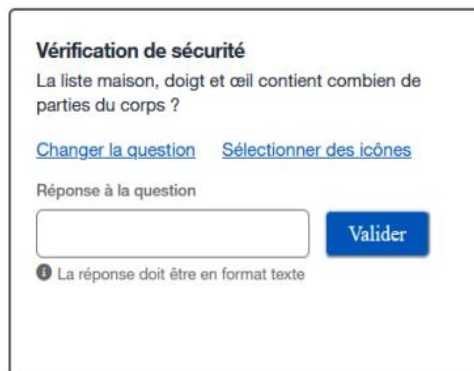 Vérification de sécurité
La liste maison, doigt et œil contient combien de
parties du corps ?
Changer la question Sélectionner des icônes
Réponse à la question
Valider
La réponse doit être en format texte